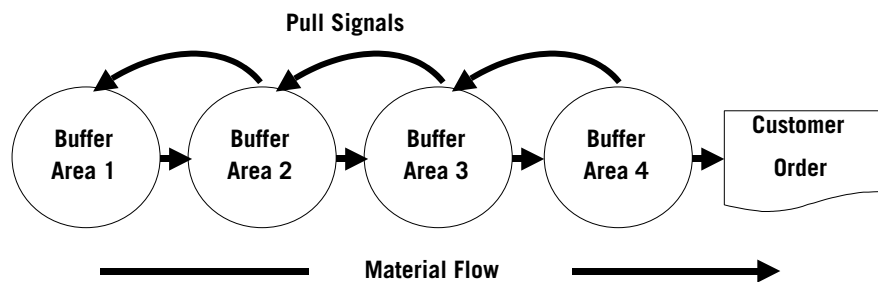 Pull Signals
Buffer
Area 1
Buffer
Area 2
Buffer
Area 3
Buffer
Area 4
Customer
Order
Material Flow